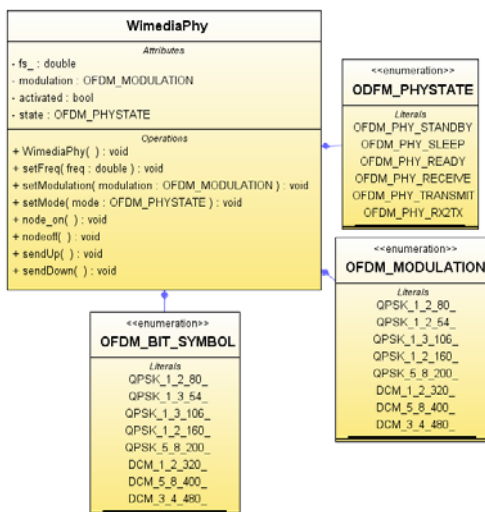 WimediaPhy
Attributes
- fs_ : double
- modulation : OFDM_MODULATION
- activated : bool
- state : OFDM_PHYSTATE
Operations
+ WimediaPhy( ) : void
+ setFreq( freq : double ) : void
+ setModulation( modulation : OFDM_MODULATION ) : void
+ setMode( mode : OFDM_PHYSTATE ) : void
+ node_on( ) : void
+ nodeoff( ) : void
+ sendUp( ) : void
+ sendDown( ) : void
<<enumeration>>
ODFM_PHYSTATE
Literals
OFDM_PHY_STANDBY
OFDM_PHY_SLEEP
OFDM_PHY_READY
OFDM_PHY_RECEIVE
OFDM_PHY_TRANSMIT
OFDM_PHY_RX2TX
<<enumeration>>
OFDM_MODULATION
Literals
QPSK_1_2_80_
QPSK_1_2_54_
QPSK_1_3_106_
QPSK_1_2_160_
QPSK_5_8_200_
DCM_1_2_320_
DCM_5_8_400_
DCM_3_4_480_
<<enumeration>>
OFDM_BIT_SYMBOL
Literals
QPSK_1_2_80_
QPSK_1_3_54_
QPSK_1_3_106_
QPSK_1_2_160_
QPSK_5_8_200_
DCM_1_2_320_
DCM_5_8_400_
DCM_3_4_480_